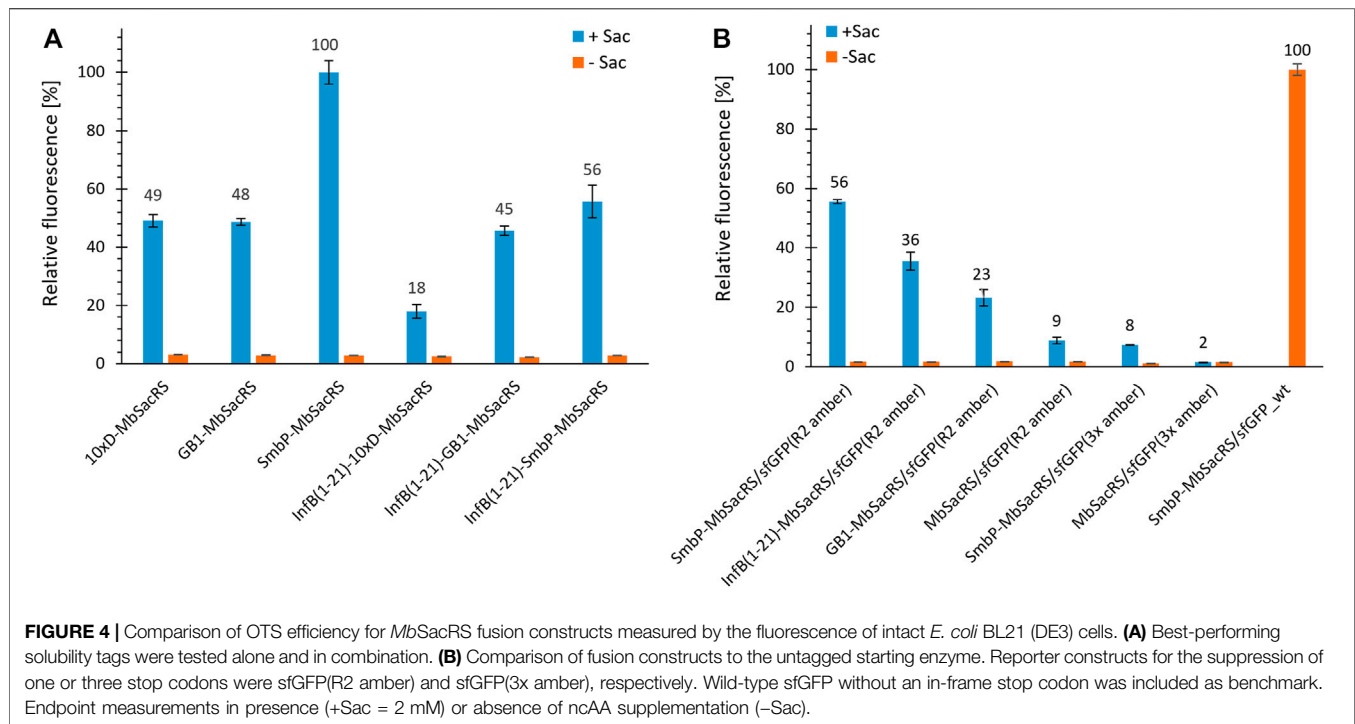 A
+ Sac
- Sac
Relative fluorescence [%]
100
80
60
40
20
0
49
48
100
18
45
56
10xD-MbSacRS
GB1-MbSacRS
SmbP-MbSacRS
InfB(1-21)-10xD-MbSacRS
InfB(1-21)-GB1-MbSacRS
InfB(1-21)-SmbP-MbSacRS
B
+Sac
-Sac
Relative fluorescence [%]
100
80
60
40
20
0
56
36
23
9
8
2
100
SmbP-MbSacRS/sfGFP(R2 amber)
InfB(1-21)-MbSacRS/sfGFP(R2 amber)
GB1-MbSacRS/sfGFP(R2 amber)
MbSacRS/sfGFP(R2 amber)
SmbP-MbSacRS/sfGFP(3x amber)
MbSacRS/sfGFP(3x amber)
SmbP-MbSacRS/sfGFP_wt
FIGURE 4 | Comparison of OTS efficiency for MbSacRS fusion constructs measured by the fluorescence of intact E. coli BL21 (DE3) cells. (A) Best-performing
solubility tags were tested alone and in combination. (B) Comparison of fusion constructs to the untagged starting enzyme. Reporter constructs for the suppression of
one or three stop codons were sfGFP(R2 amber) and sfGFP(3x amber), respectively. Wild-type sfGFP without an in-frame stop codon was included as benchmark.
Endpoint measurements in presence (+Sac = 2 mM) or absence of ncAA supplementation (−Sac).